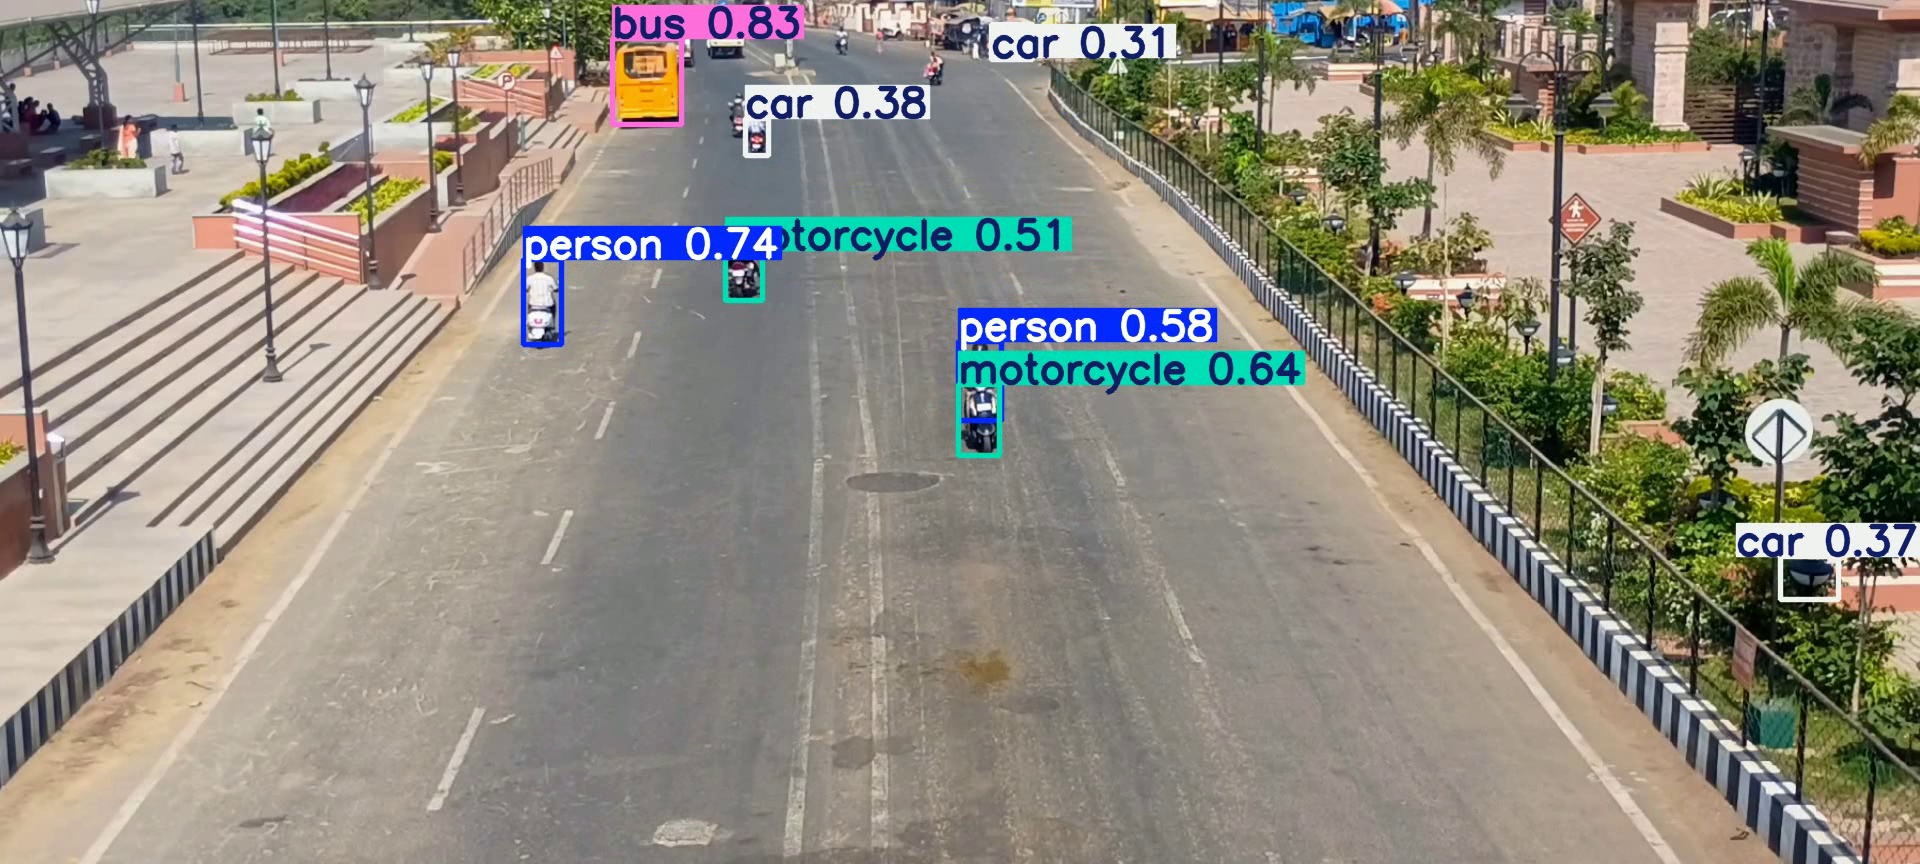 bus 0.83
car 0.31
car 0.38
person 0.74
otorcycle 0.51
person 0.58
motorcycle 0.64
car 0.37
P